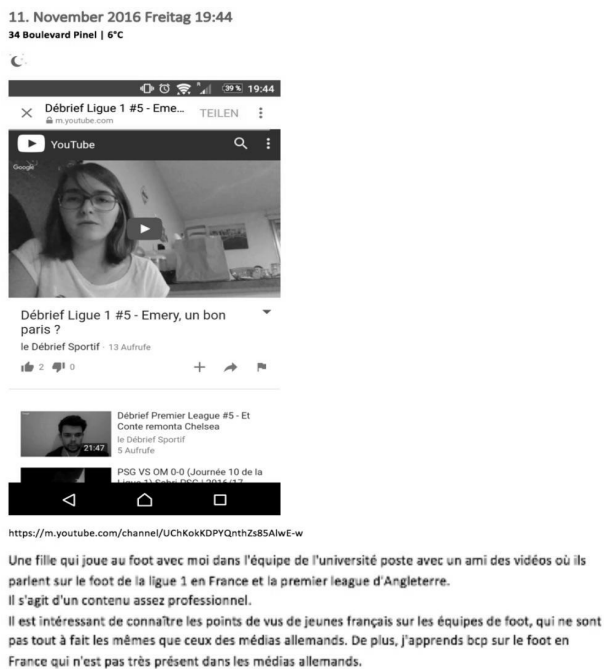 11. November 2016 Freitag 19:44
34 Boulevard Pinel | 6°C
39 % 19:44
Débrief Ligue 1 #5 - Eme...
TEILEN
m.youtube.com
YouTube
Google
Débrief Ligue 1 #5 - Emery, un bon
paris ?
le Débrief Sportif · 13 Aufrufe
2 0
Débrief Premier League #5 - Et
Conte remonta Chelsea
le Débrief Sportif
5 Aufrufe
21:47
PSG VS OM 0-0 (Journée 10 de la
Ligue 1) Sobri PSG | 2016/17
https://m.youtube.com/channel/UChKokKDPYQnthZs85AlwE-w
Une fille qui joue au foot avec moi dans l'équipe de l'université poste avec un ami des vidéos où ils
parlent sur le foot de la ligue 1 en France et la premier league d'Angleterre.
Il s'agit d'un contenu assez professionnel.
Il est intéressant de connaître les points de vus de jeunes français sur les équipes de foot, qui ne sont
pas tout à fait les mêmes que ceux des médias allemands. De plus, j'apprends bcp sur le foot en
France qui n'est pas très présent dans les médias allemands.